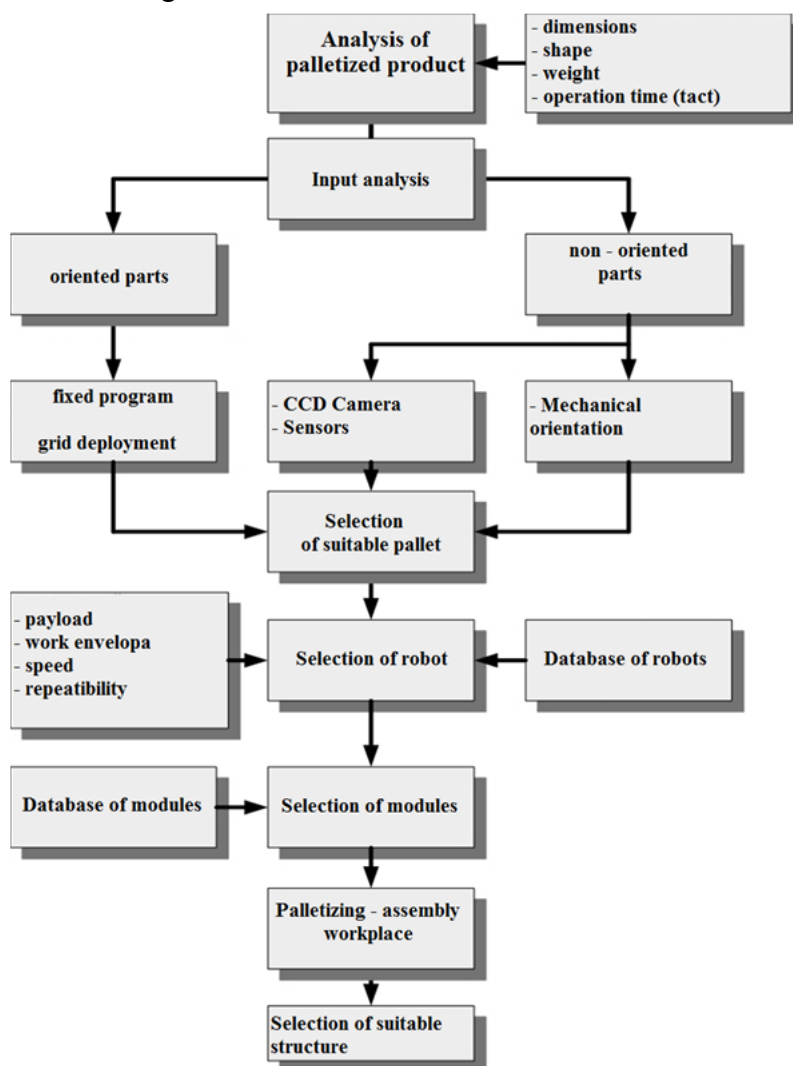 Analysis of
palletized product
- dimensions
- shape
- weight
- operation time (tact)
Input analysis
oriented parts
non - oriented
parts
fixed program
grid deployment
- CCD Camera
- Sensors
- Mechanical
orientation
Selection
of suitable pallet
- payload
- work envelopa
- speed
- repeatibility
Selection of robot
Database of robots
Database of modules
Selection of modules
Palletizing - assembly
workplace
Selection of suitable
structure